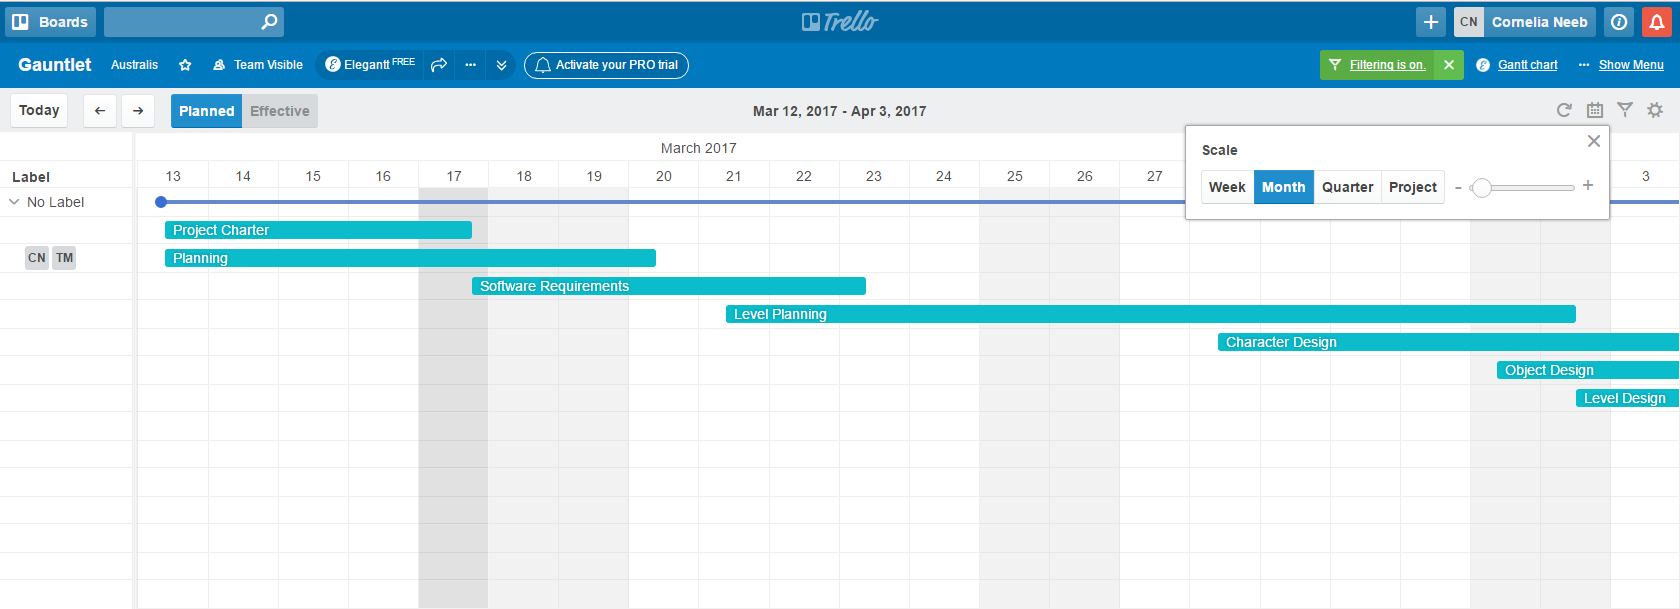 Boards
Trello
+ CN Cornelia Neeb
Gauntlet Australis Team Visible Elegantt FREE ··· Activate your PRO trial Filtering is on. × Gantt chart ··· Show Menu
Today ← → Planned Effective Mar 12, 2017 - Apr 3, 2017
March 2017
Scale
Label 13 14 15 16 17 18 19 20 21 22 23 24 25 26 27 3
Week Month Quarter Project - +
No Label
Project Charter
CN TM Planning
Software Requirements
Level Planning
Character Design
Object Design
Level Design